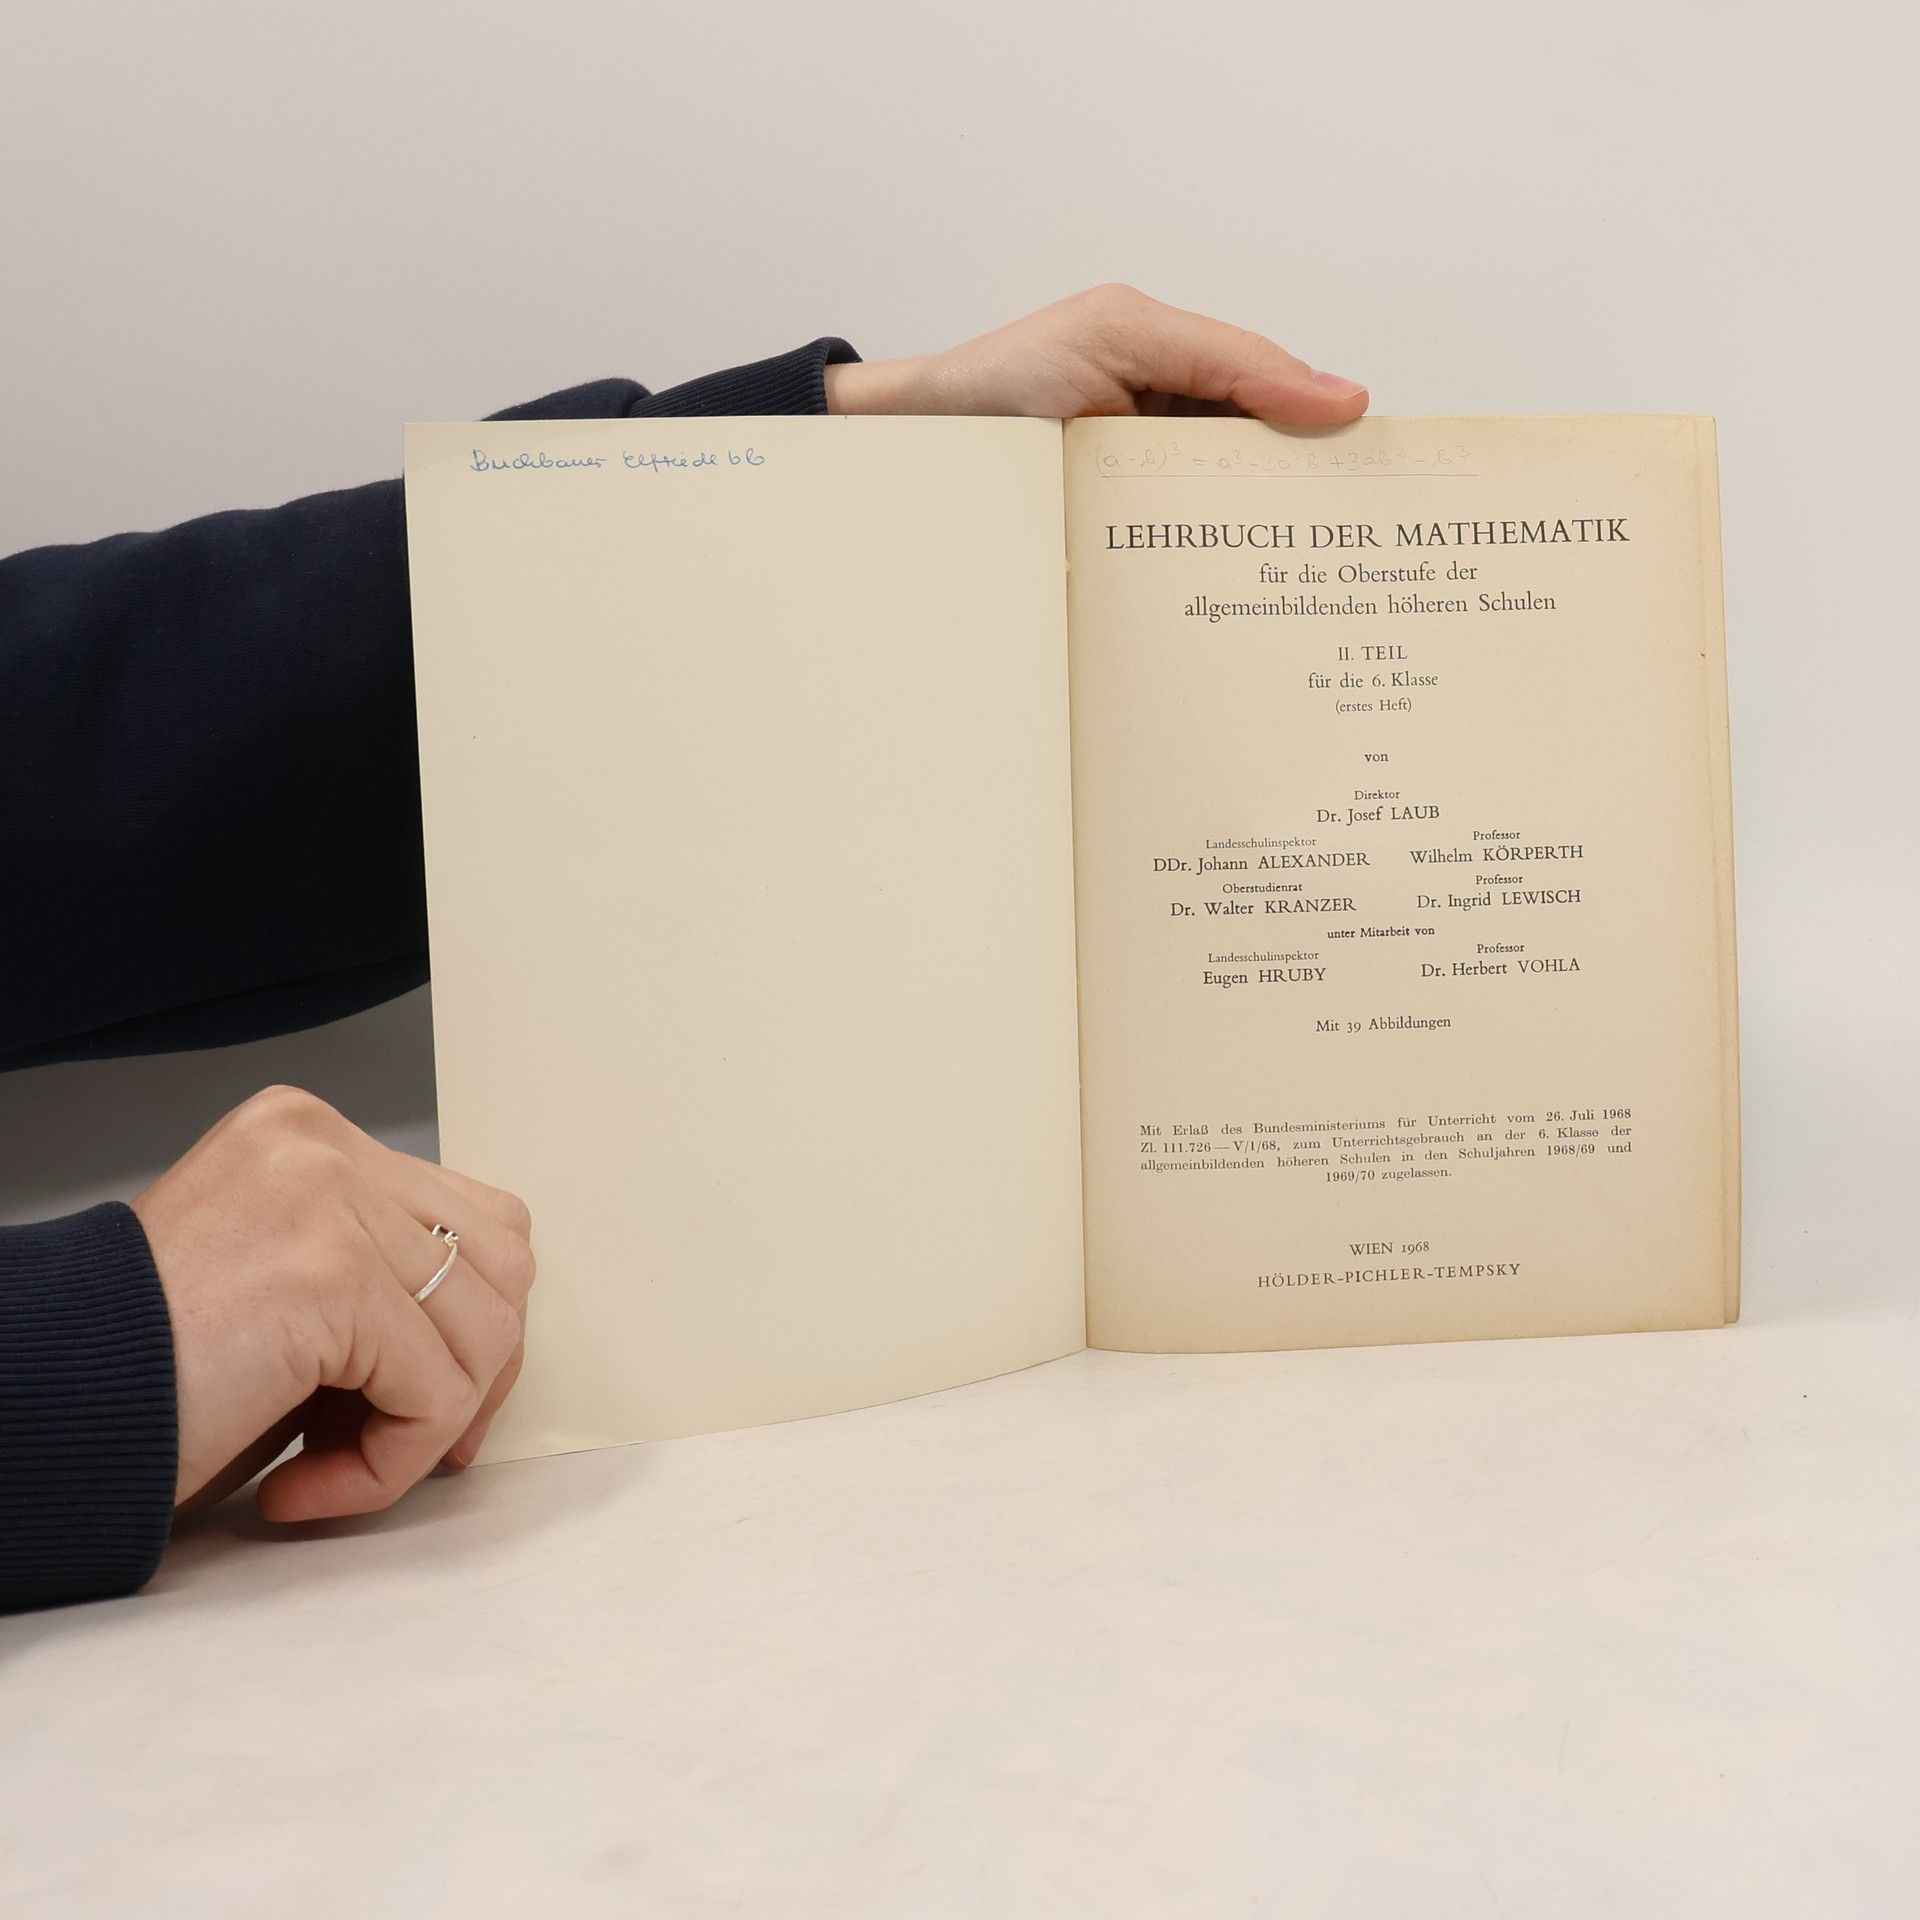 Buchbauer Elfriede 6b
(a-b)³ = a³-3a²b+3ab²-b³
LEHRBUCH DER MATHEMATIK
für die Oberstufe der
allgemeinbildenden höheren Schulen
II. TEIL
für die 6. Klasse
(erstes Heft)
von
Direktor
Dr. Josef LAUB
Landesschulinspektor Professor
DDr. Johann ALEXANDER Wilhelm KÖRPERTH
Oberstudienrat Professor
Dr. Walter KRANZER Dr. Ingrid LEWISCH
unter Mitarbeit von
Landesschulinspektor Professor
Eugen HRUBY Dr. Herbert VOHLA
Mit 39 Abbildungen
Mit Erlaß des Bundesministeriums für Unterricht vom 26. Juli 1968
Zl. 111.726 — V/1/68, zum Unterrichtsgebrauch an der 6. Klasse der
allgemeinbildenden höheren Schulen in den Schuljahren 1968/69 und
1969/70 zugelassen.
WIEN 1968
HÖLDER-PICHLER-TEMPSKY